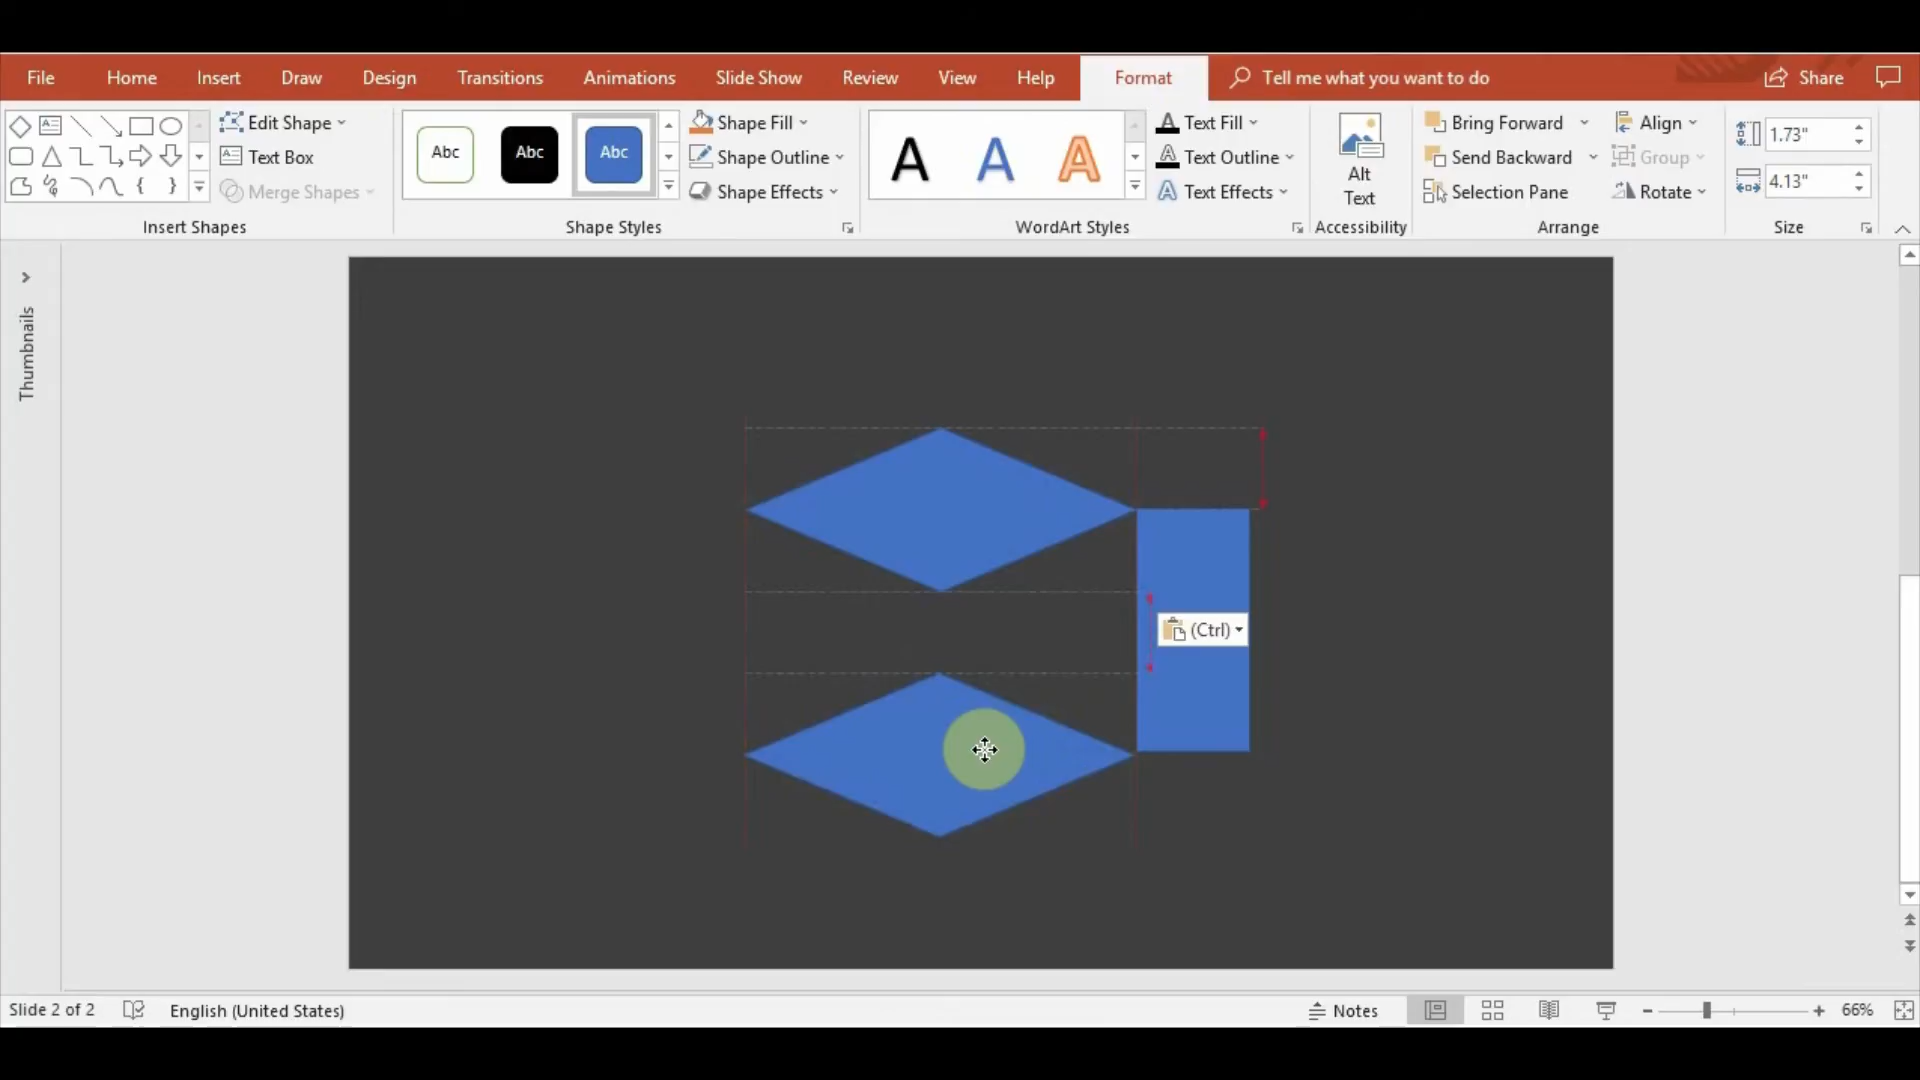 File Home Insert Draw Design Transitions Animations Slide Show Review View Help Format Tell me what you want to do Share
Edit Shape
Text Box
Merge Shapes
Insert Shapes
Abc Abc Abc
Shape Fill
Shape Outline
Shape Effects
Shape Styles
A A A
Text Fill
Text Outline
Text Effects
WordArt Styles
Alt
Text
Accessibility
Bring Forward
Send Backward
Selection Pane
Align
Group
Rotate
Arrange
1.73"
4.13"
Size
Thumbnails
(Ctrl)
Slide 2 of 2 English (United States) Notes 66%